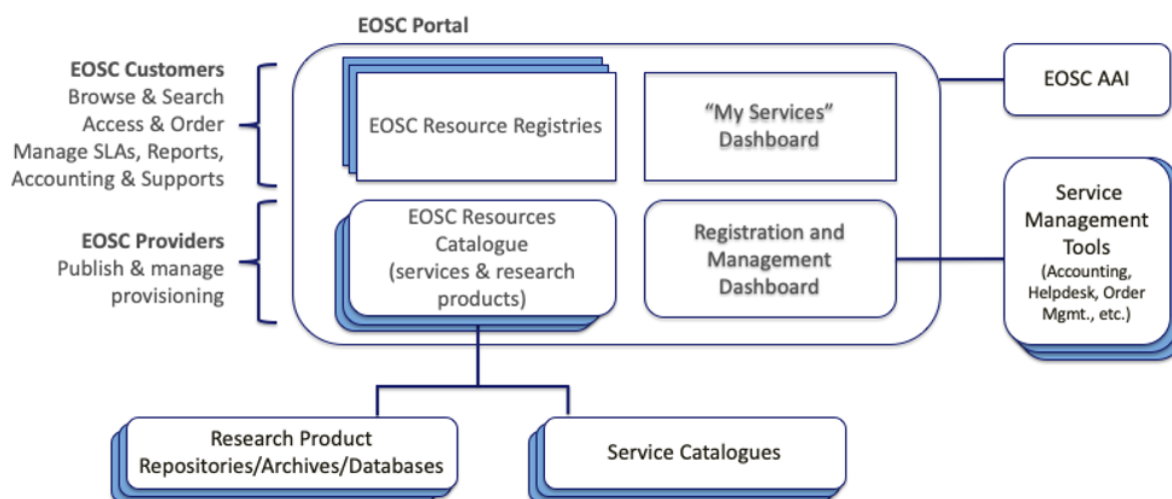 EOSC Portal
EOSC Customers
Browse & Search
Access & Order
Manage SLAs, Reports,
Accounting & Supports
EOSC Resource Registries
“My Services”
Dashboard
EOSC AAI
EOSC Providers
Publish & manage
provisioning
EOSC Resources
Catalogue
(services & research
products)
Registration and
Management
Dashboard
Service
Management
Tools
(Accounting,
Helpdesk, Order
Mgmt., etc.)
Research Product
Repositories/Archives/Databases
Service Catalogues